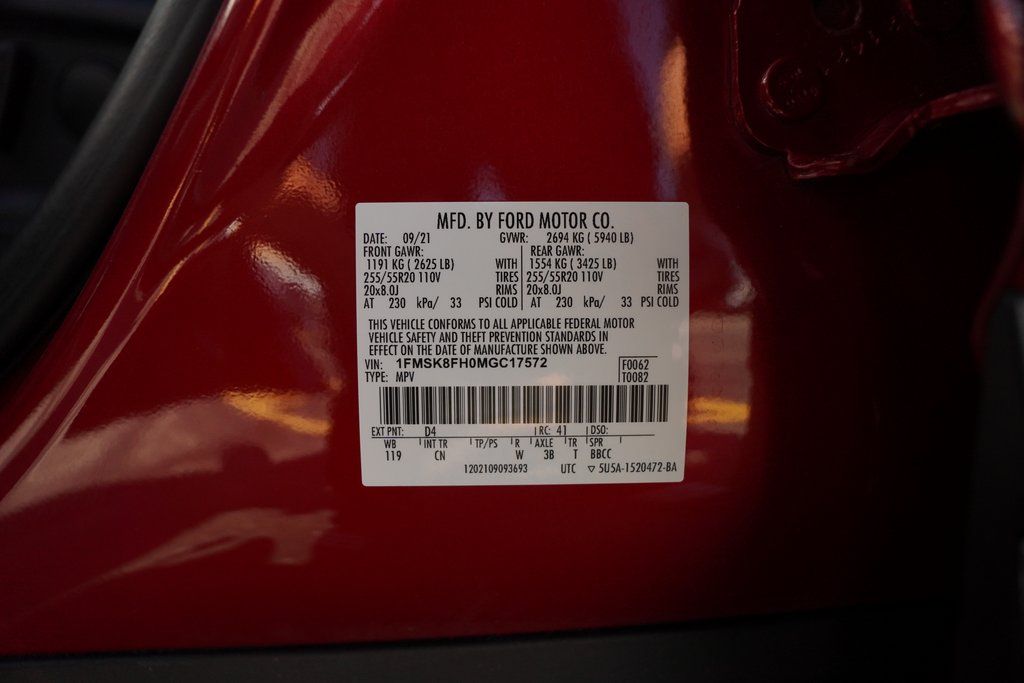 MFD. BY FORD MOTOR CO.
DATE: 09/21 GVWR: 2694 KG ( 5940 LB)
FRONT GAWR: REAR GAWR:
1191 KG ( 2625 LB) WITH 1554 KG ( 3425 LB) WITH
255/55R20 110V TIRES 255/55R20 110V TIRES
20x8.0J RIMS 20x8.0J RIMS
AT 230 kPa/ 33 PSI COLD AT 230 kPa/ 33 PSI COLD
THIS VEHICLE CONFORMS TO ALL APPLICABLE FEDERAL MOTOR
VEHICLE SAFETY AND THEFT PREVENTION STANDARDS IN
EFFECT ON THE DATE OF MANUFACTURE SHOWN ABOVE.
VIN: 1FMSK8FH0MGC17572 F0062
TYPE: MPV T0082
EXT PNT: D4 RC: 41 DSO:
WB INT TR TP/PS R AXLE TR SPR
119 CN W 3B T BBCC
1202109093693 UTC ▽ 5U5A-1520472-BA